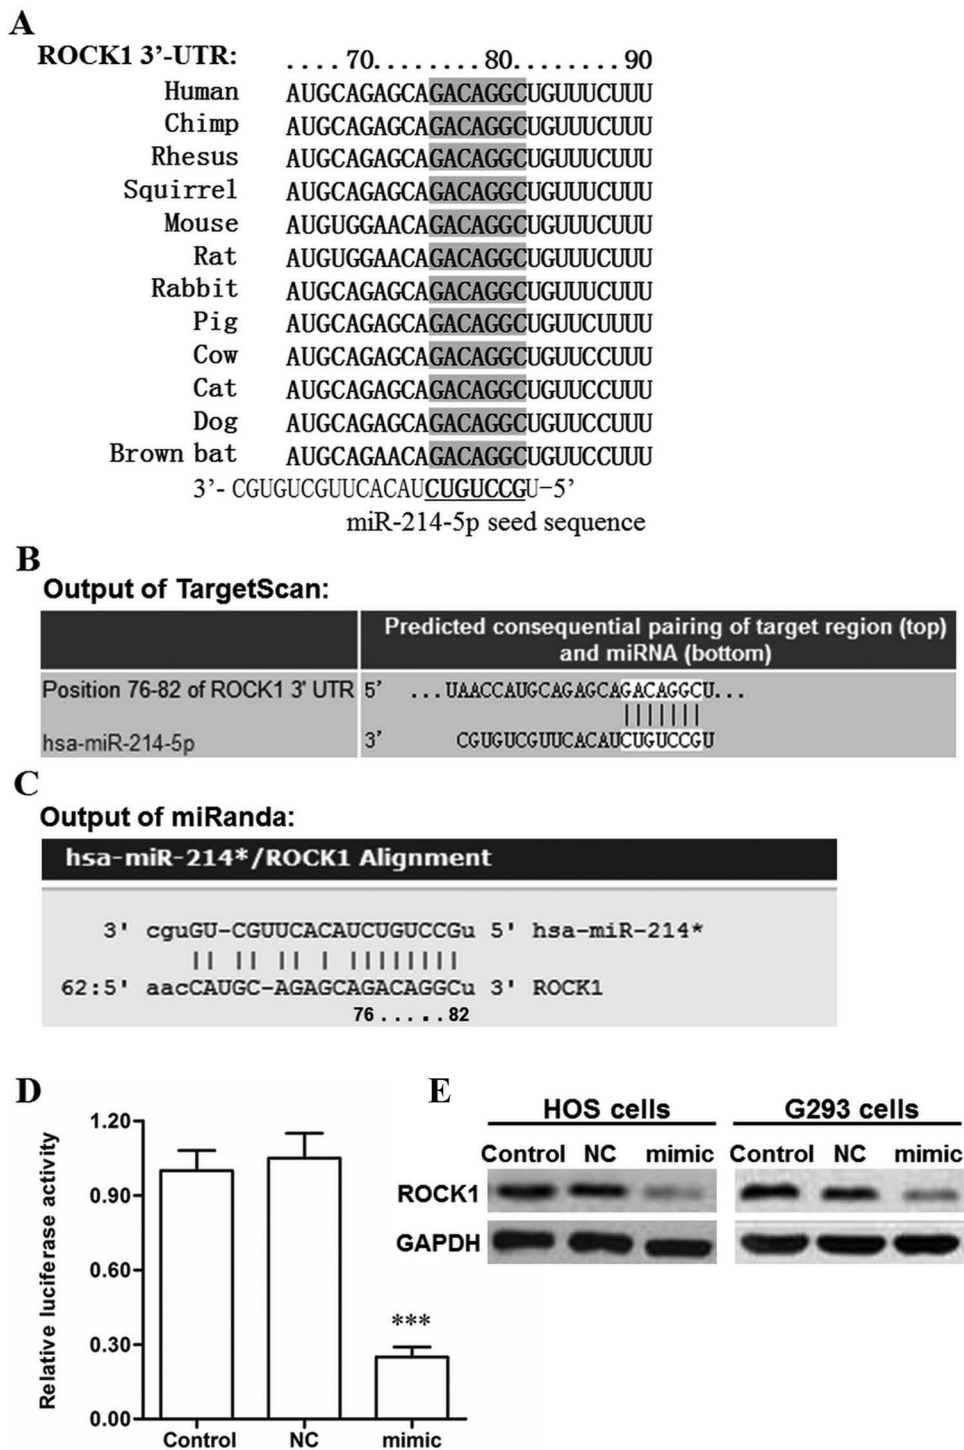 A
ROCK1 3'-UTR: ....70........80........90
Human AUGCAGAGCAGACAGGCUGUUUCUUU
Chimp AUGCAGAGCAGACAGGCUGUUUCUUU
Rhesus AUGCAGAGCAGACAGGCUGUUUCUUU
Squirrel AUGCAGAGCAGACAGGCUGUUUCUUU
Mouse AUGUGGAACAGACAGGCUGUUUCUUU
Rat AUGUGGAACAGACAGGCUGUUUCUUU
Rabbit AUGCAGAGCAGACAGGCUGUUUCUUU
Pig AUGCAGAGCAGACAGGCUGUUCUUU
Cow AUGCAGAGCAGACAGGCUGUUCCUUU
Cat AUGCAGAGCAGACAGGCUGUUCCUUU
Dog AUGCAGAGCAGACAGGCUGUUCCUUU
Brown bat AUGCAGAACAGACAGGCUGUUCCUUU
3'- CGUGUCGUUCACAUCUGUCCGU-5'
miR-214-5p seed sequence
B
Output of TargetScan:
Predicted consequential pairing of target region (top) and miRNA (bottom)
Position 76-82 of ROCK1 3' UTR 5' ...UAACCAUGCAGAGCAGACAGGCU...
hsa-miR-214-5p 3' CGUGUCGUUCACAUCUGUCCGU
C
Output of miRanda:
hsa-miR-214*/ROCK1 Alignment
3' cguGU-CGUUCACAUCUGUCCGu 5' hsa-miR-214*
62:5' aacCAUGC-AGAGCAGACAGGCu 3' ROCK1
76.....82
D
Relative luciferase activity
1.20
0.90
0.60
0.30
0.00
***
Control NC mimic
E
HOS cells G293 cells
Control NC mimic Control NC mimic
ROCK1
GAPDH